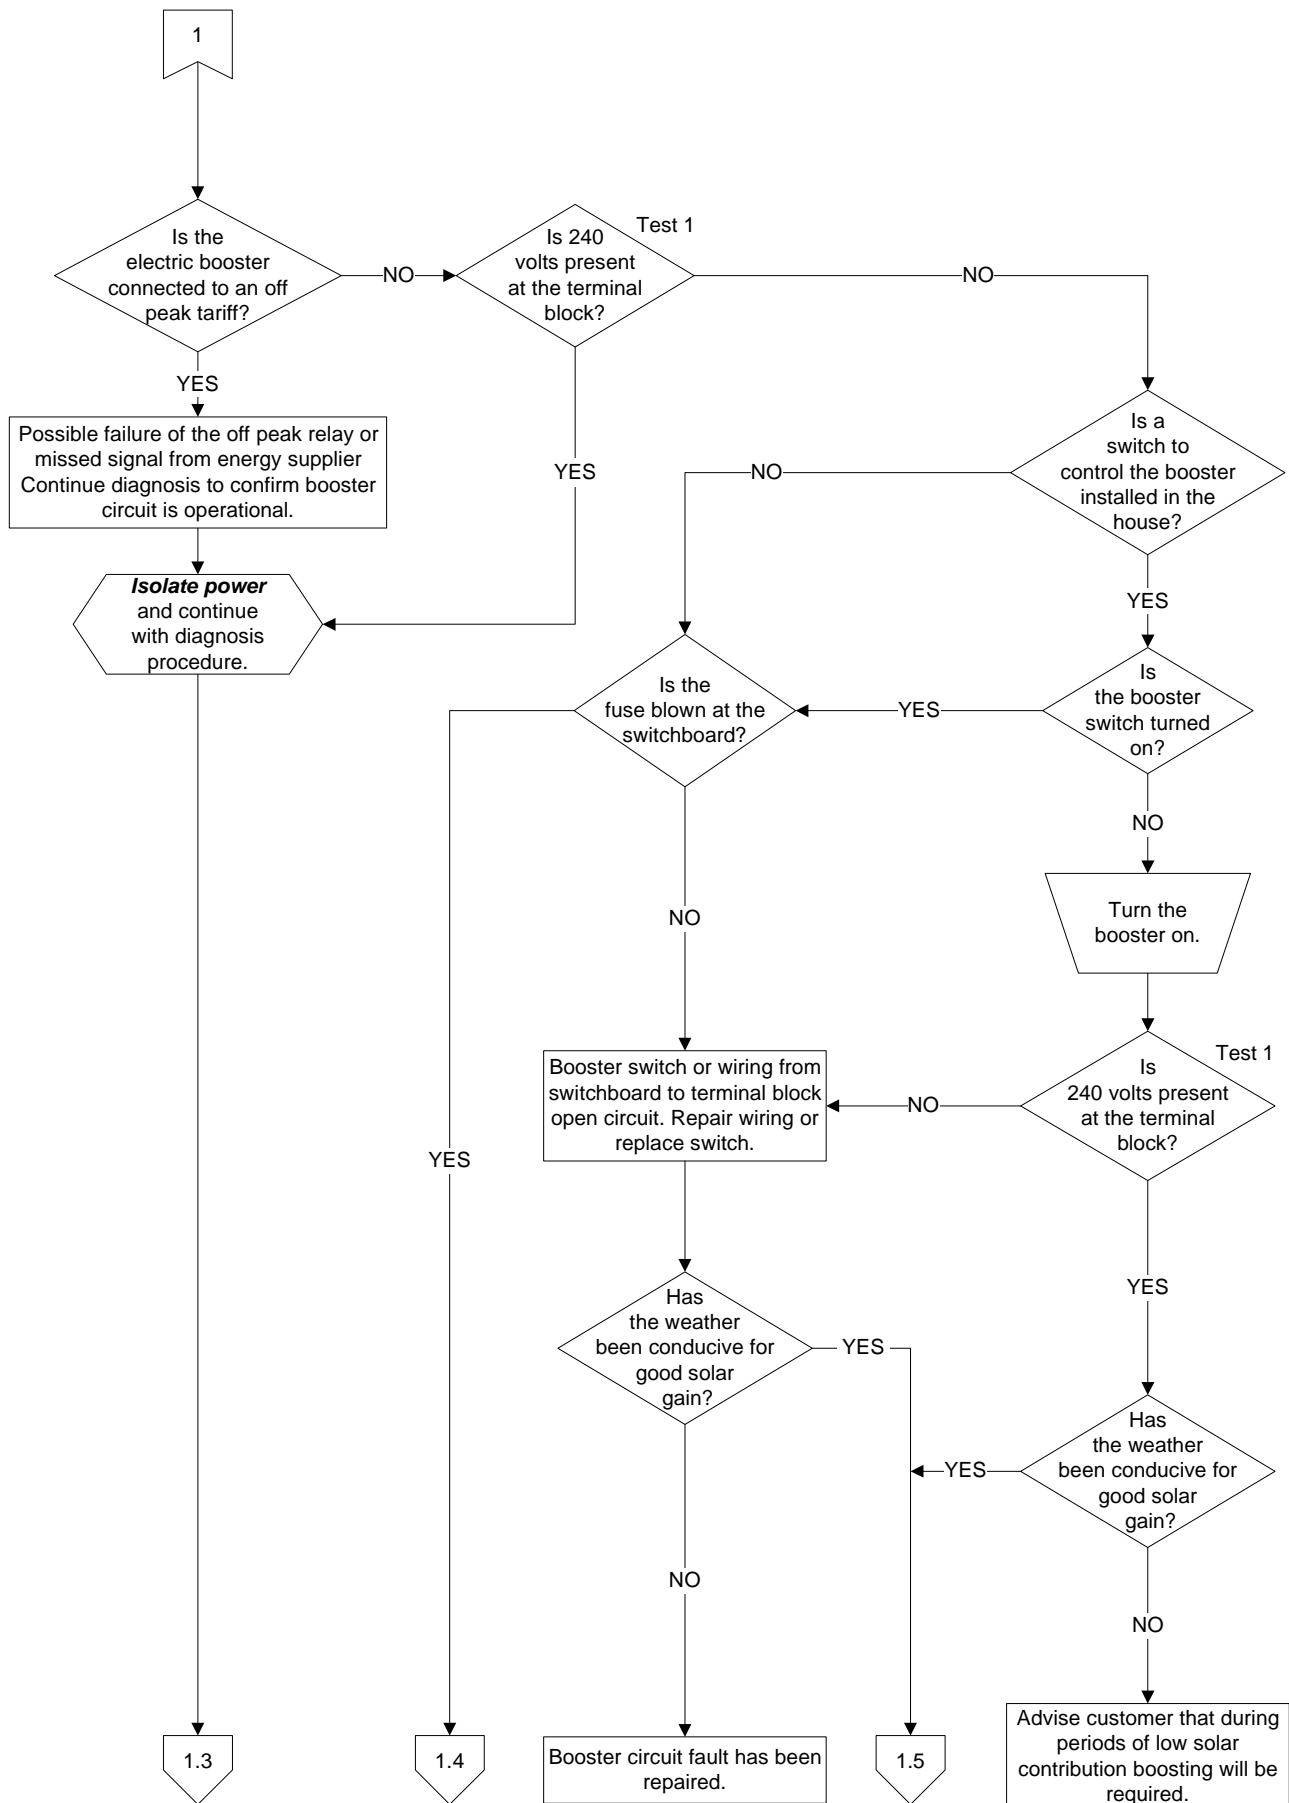 1
Is the
electric booster
connected to an off
peak tariff?
NO
Is 240
volts present
at the terminal
block?
Test 1
NO
YES
Possible failure of the off peak relay or
missed signal from energy supplier
Continue diagnosis to confirm booster
circuit is operational.
YES
Isolate power
and continue
with diagnosis
procedure.
Is a
switch to
control the booster
installed in the
house?
NO
YES
Is the
fuse blown at the
switchboard?
YES
Is
the booster
switch turned
on?
NO
Turn the
booster on.
NO
YES
Booster switch or wiring from
switchboard to terminal block
open circuit. Repair wiring or
replace switch.
NO
Is
240 volts present
at the terminal
block?
Test 1
YES
Has
the weather
been conducive for
good solar
gain?
YES
Has
the weather
been conducive for
good solar
gain?
YES
NO
NO
1.3
1.4
Booster circuit fault has been
repaired.
1.5
Advise customer that during
periods of low solar
contribution boosting will be
required.